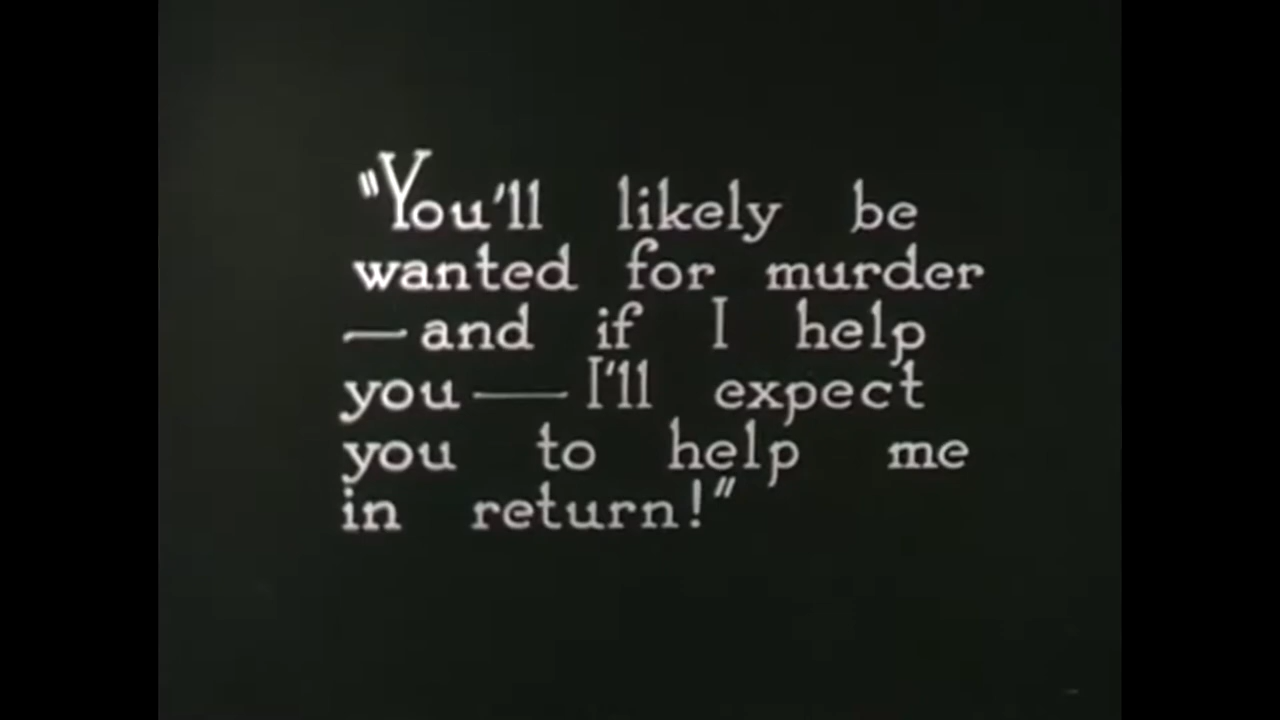 "You'll likely be
wanted for murder
—and if I help
you—I'll expect
you to help me
in return!"